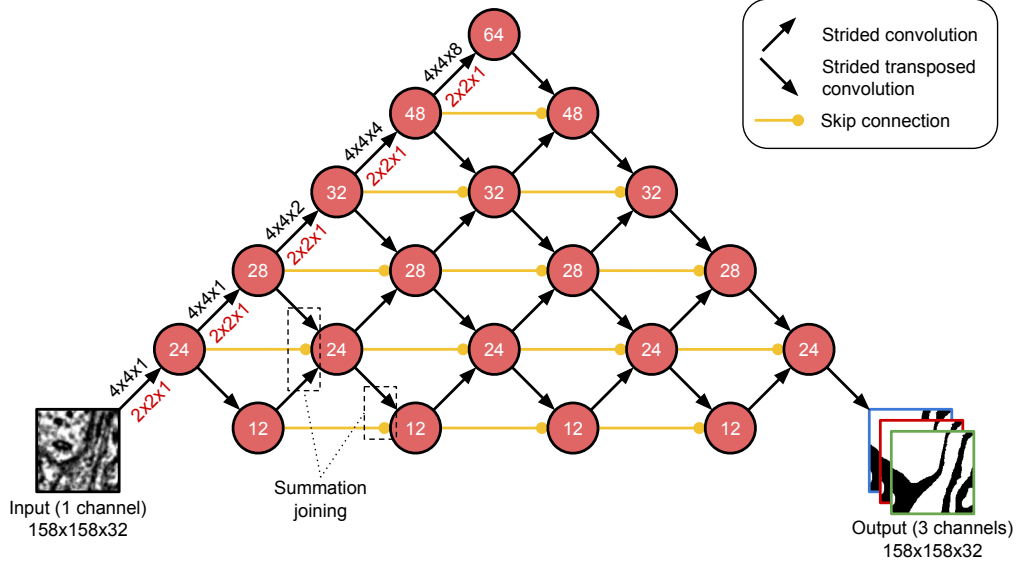 64
Strided convolution
Strided transposed
convolution
Skip connection
4x4x8
2x2x1
48
48
4x4x4
2x2x1
32
32
32
4x4x2
2x2x1
28
28
28
28
4x4x1
2x2x1
24
24
24
24
24
4x4x1
2x2x1
12
12
12
12
Summation
joining
Input (1 channel)
158x158x32
Output (3 channels)
158x158x32